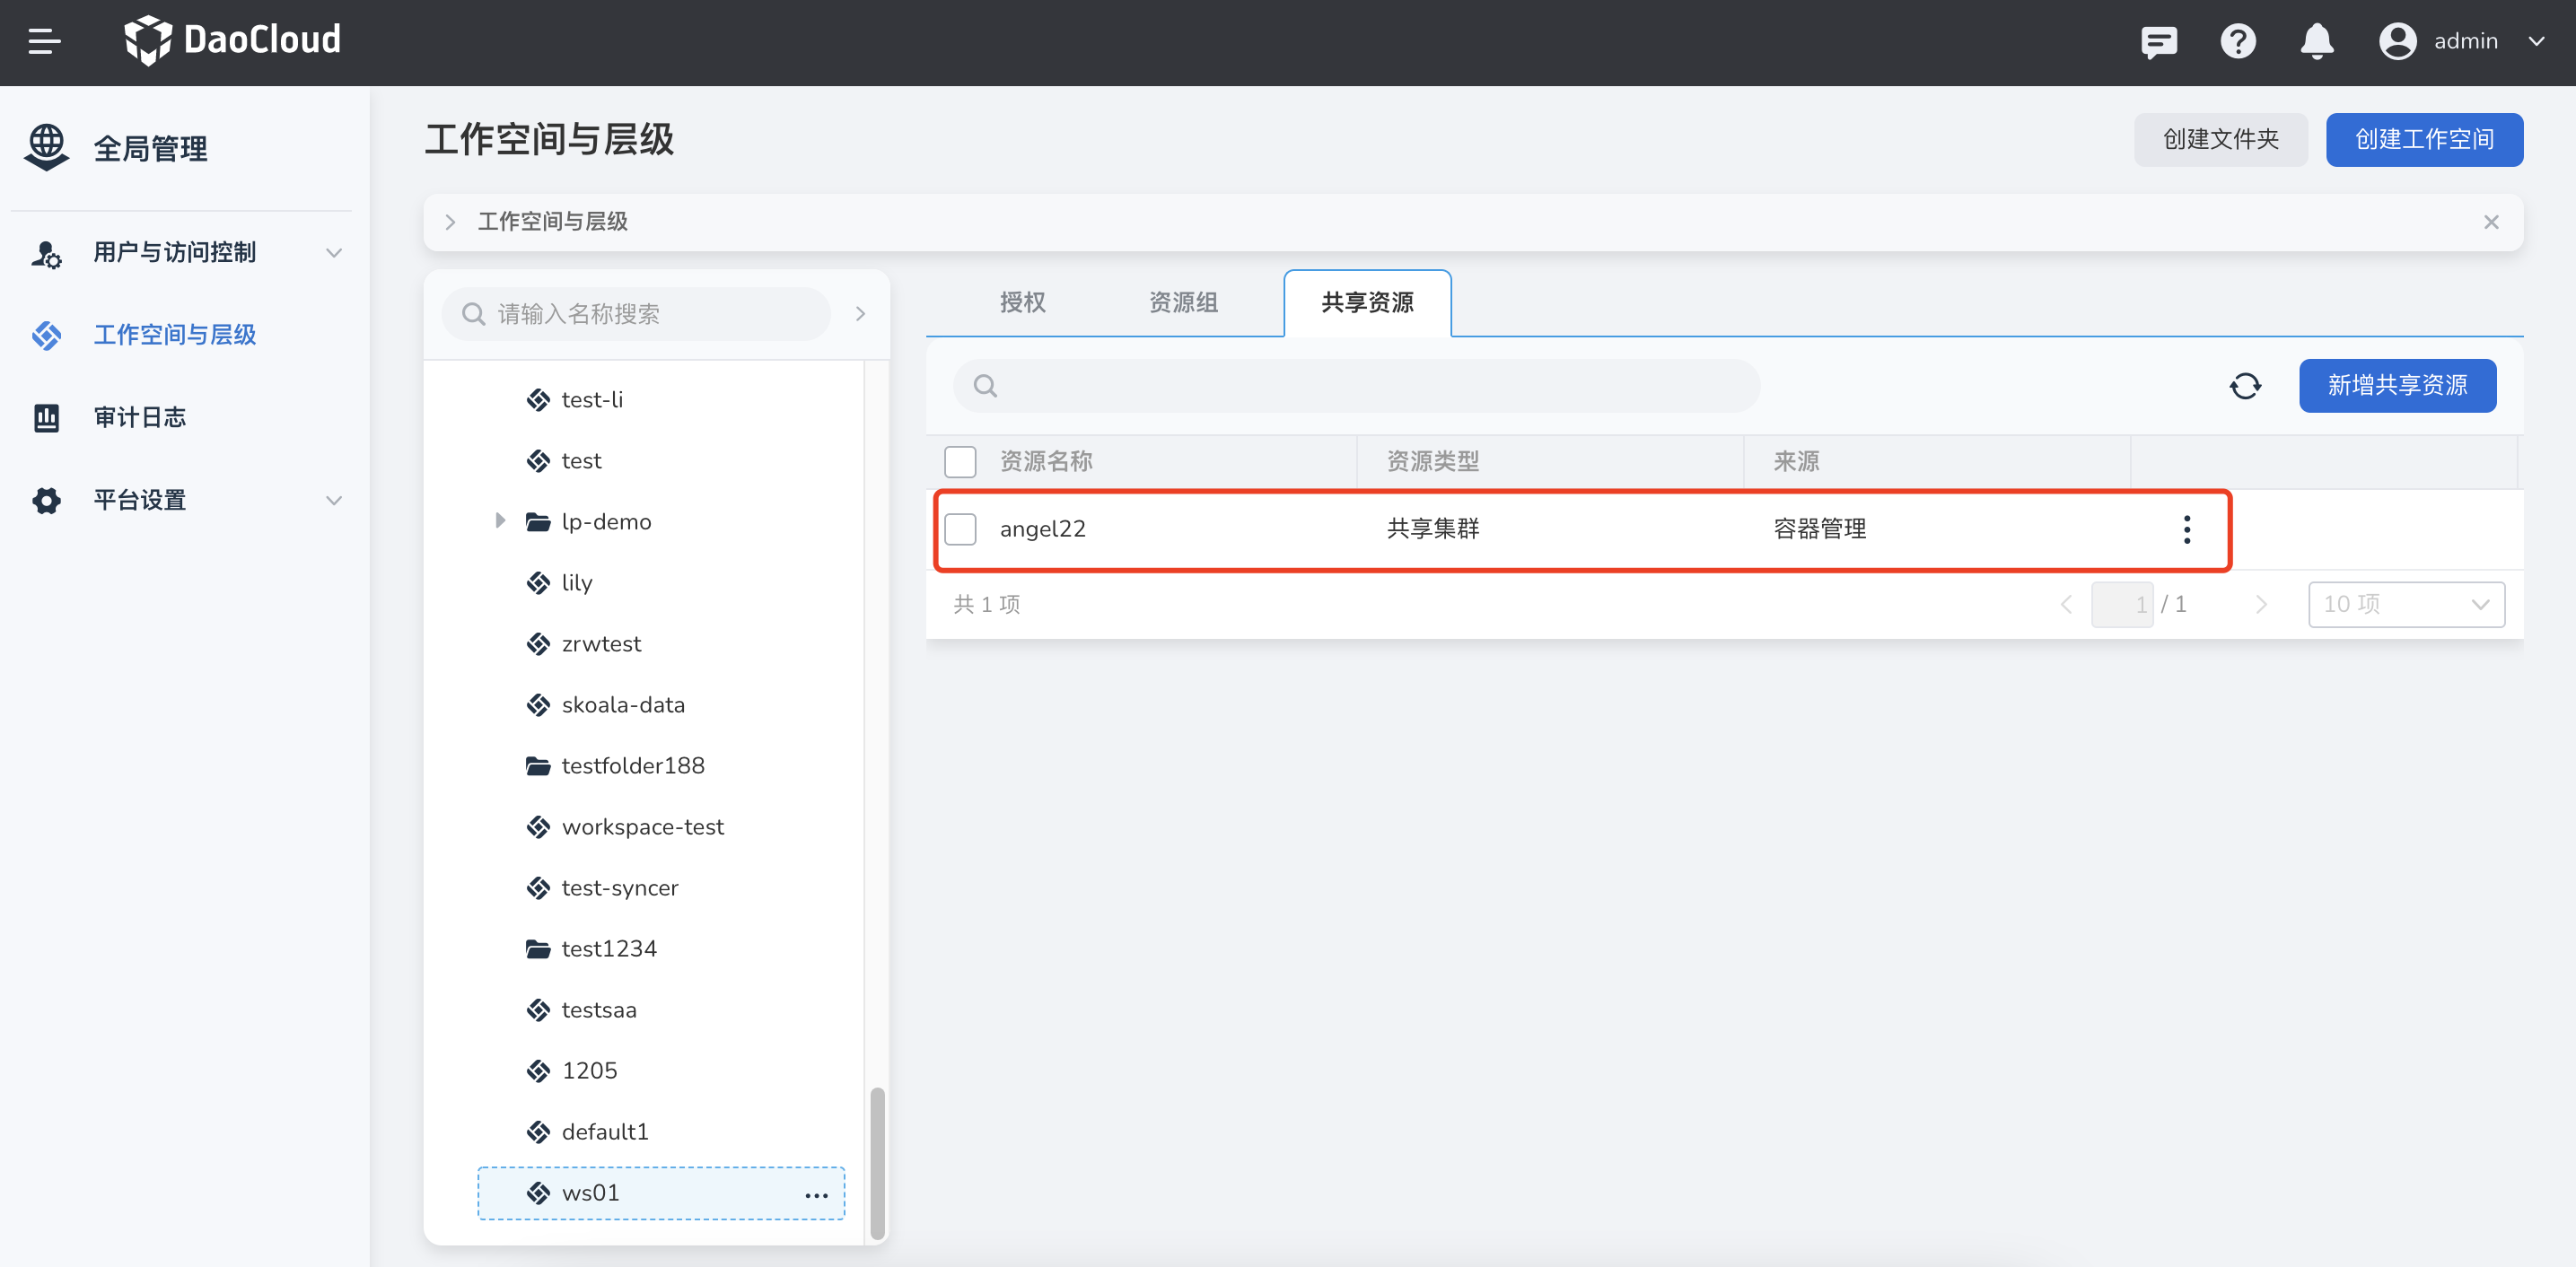 DaoCloud
admin
全局管理
用户与访问控制
工作空间与层级
审计日志
平台设置
工作空间与层级
创建文件夹
创建工作空间
工作空间与层级
请输入名称搜索
test-li
test
lp-demo
lily
zrwtest
skoala-data
testfolder188
workspace-test
test-syncer
test1234
testsaa
1205
default1
ws01
授权
资源组
共享资源
新增共享资源
资源名称 资源类型 来源
angel22 共享集群 容器管理
共 1 项
1 / 1
10 项